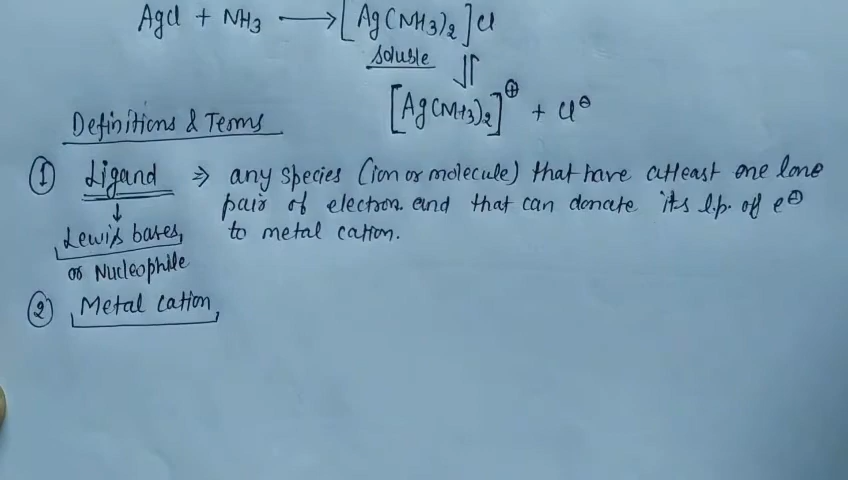 AgCl + NH3 ⟶ [Ag(NH3)2]Cl
soluble ⇌
[Ag(NH3)2]⊕ + Cl⊖
Definitions & Terms
① Ligand ⇒ any species (ion or molecule) that have atleast one lone
↓ pair of electron and that can donate its l.p. of e⊖
Lewis bases, to metal cation.
or Nucleophile
② Metal cation,